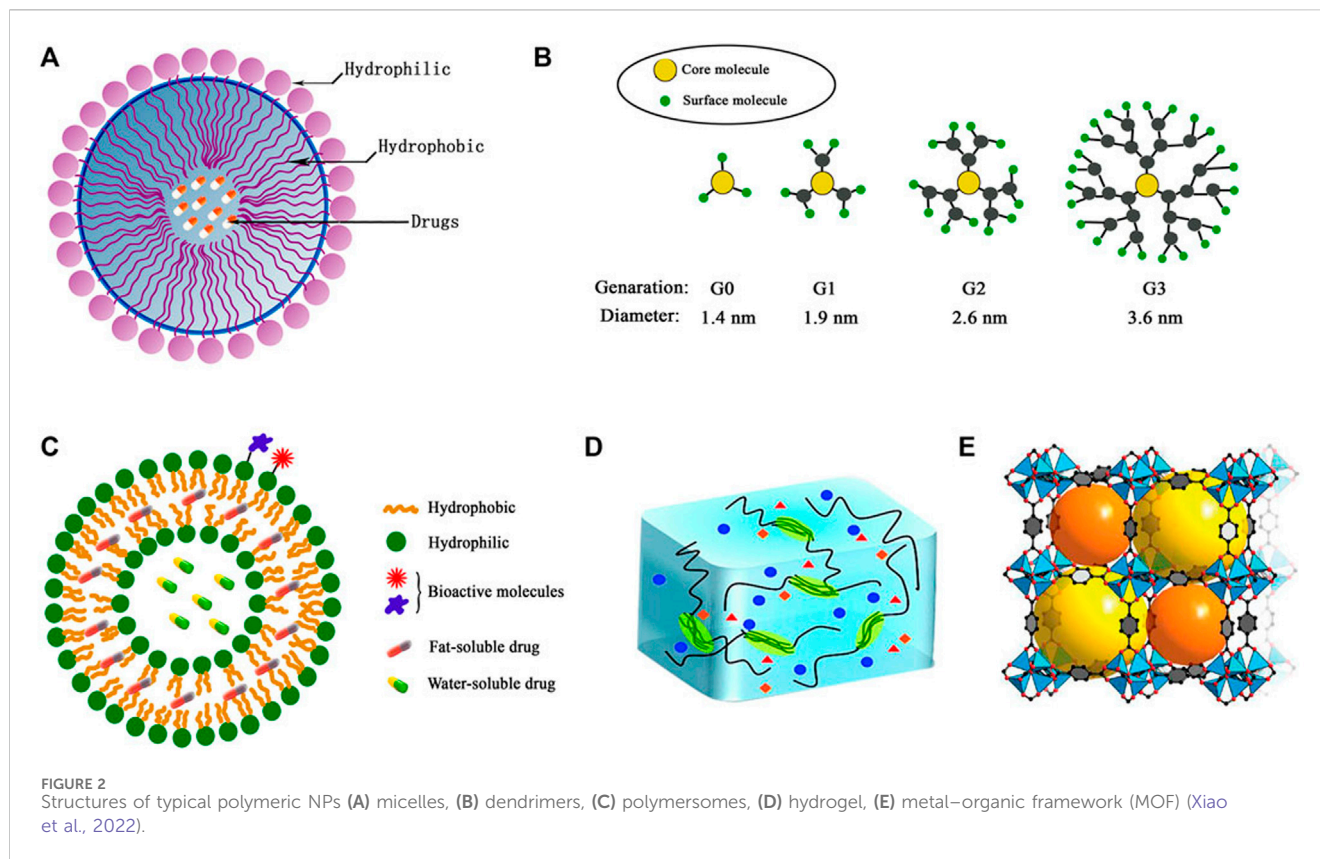 A
Hydrophilic
Hydrophobic
Drugs
B
Core molecule
Surface molecule
Genaration: G0 G1 G2 G3
Diameter: 1.4 nm 1.9 nm 2.6 nm 3.6 nm
C
Hydrophobic
Hydrophilic
Bioactive molecules
Fat-soluble drug
Water-soluble drug
D
E
FIGURE 2
Structures of typical polymeric NPs (A) micelles, (B) dendrimers, (C) polymersomes, (D) hydrogel, (E) metal–organic framework (MOF) (Xiao
et al., 2022).